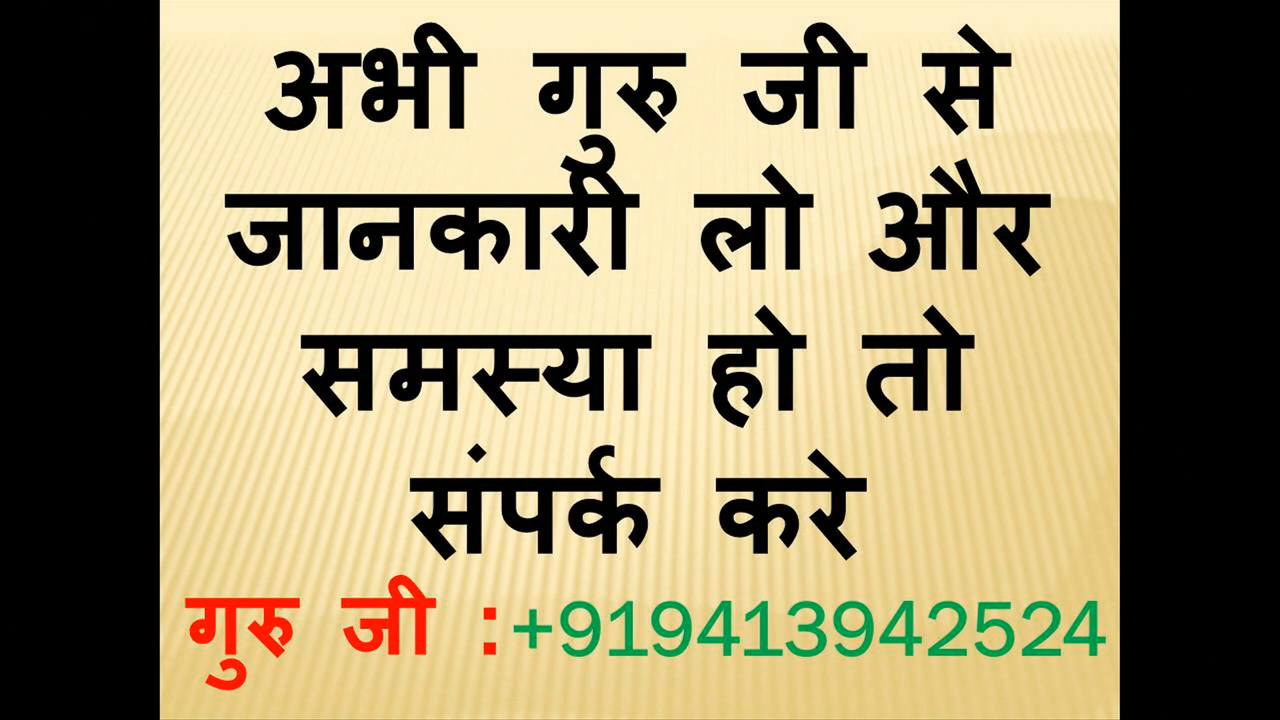 अभी गुरु जी से
जानकारी लो और
समस्या हो तो
संपर्क करे
गुरु जी :+919413942524